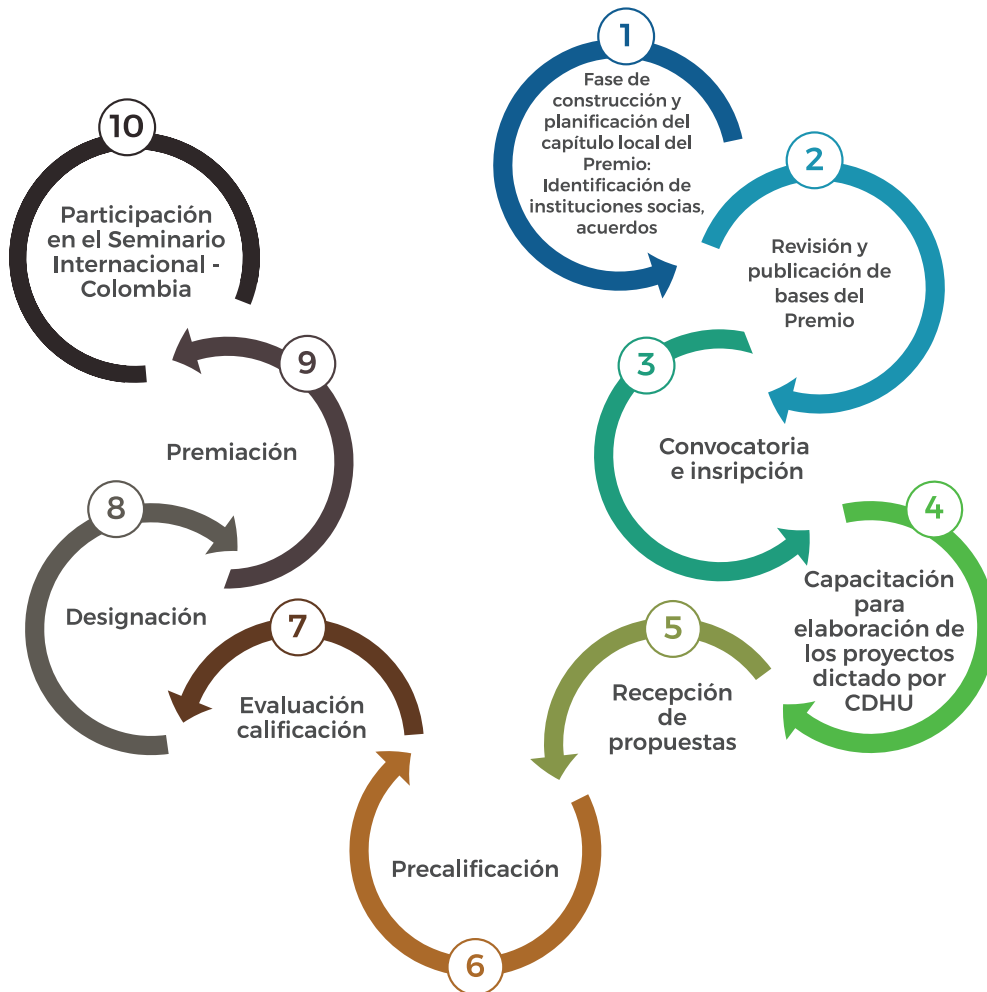 1
Fase de
construcción y
planificación del
capítulo local del
Premio:
Identificación de
instituciones socias,
acuerdos
2
Revisión y
publicación de
bases del
Premio
3
Convocatoria
e insripción
4
Capacitación
para
elaboración de
los proyectos
dictado por
CDHU
5
Recepción
de
propuestas
6
Precalificación
7
Evaluación
calificación
8
Designación
9
Premiación
10
Participación
en el Seminario
Internacional -
Colombia